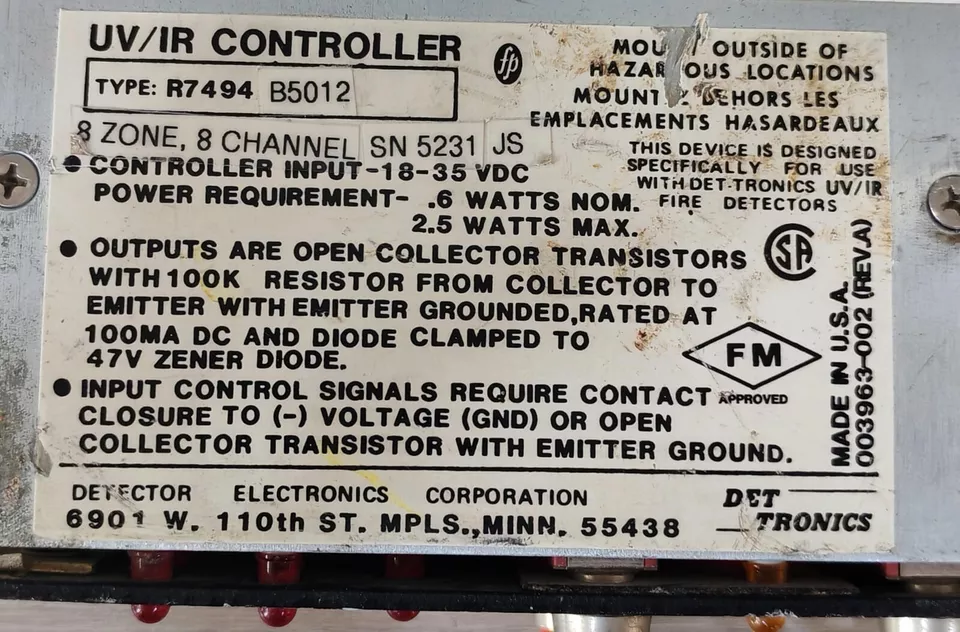 UV/IR CONTROLLER
fp
TYPE: R7494 B5012
8 ZONE, 8 CHANNEL SN 5231 JS
MOU OUTSIDE OF
HAZAR OUS LOCATIONS
MOUNT DEHORS LES
EMPLACEMENTS HASARDEAUX
THIS DEVICE IS DESIGNED
SPECIFICALLY FOR USE
WITH DET-TRONICS UV/IR
FIRE DETECTORS
● CONTROLLER INPUT-18-35 VDC
POWER REQUIREMENT- .6 WATTS NOM.
2.5 WATTS MAX.
● OUTPUTS ARE OPEN COLLECTOR TRANSISTORS
WITH 100K RESISTOR FROM COLLECTOR TO
EMITTER WITH EMITTER GROUNDED, RATED AT
100MA DC AND DIODE CLAMPED TO
47V ZENER DIODE.
● INPUT CONTROL SIGNALS REQUIRE CONTACT
CLOSURE TO (-) VOLTAGE (GND) OR OPEN
COLLECTOR TRANSISTOR WITH EMITTER GROUND.
SA
FM
APPROVED
MADE IN U.S.A.
003963-002 (REV.A)
DETECTOR ELECTRONICS CORPORATION
6901 W. 110th ST. MPLS., MINN. 55438
DET
TRONICS